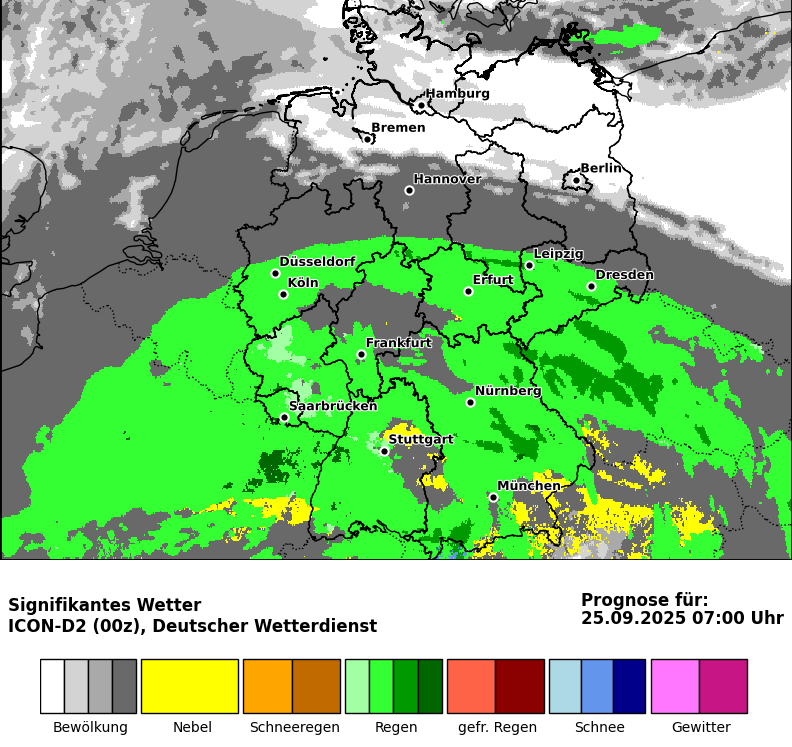 Hamburg
Bremen
Berlin
Hannover
Leipzig
Düsseldorf
Dresden
Köln
Erfurt
Frankfurt
Nürnberg
Saarbrücken
Stuttgart
München
Signifikantes Wetter
ICON-D2 (00z), Deutscher Wetterdienst
Prognose für:
25.09.2025 07:00 Uhr
Bewölkung
Nebel
Schneeregen
Regen
gefr. Regen
Schnee
Gewitter